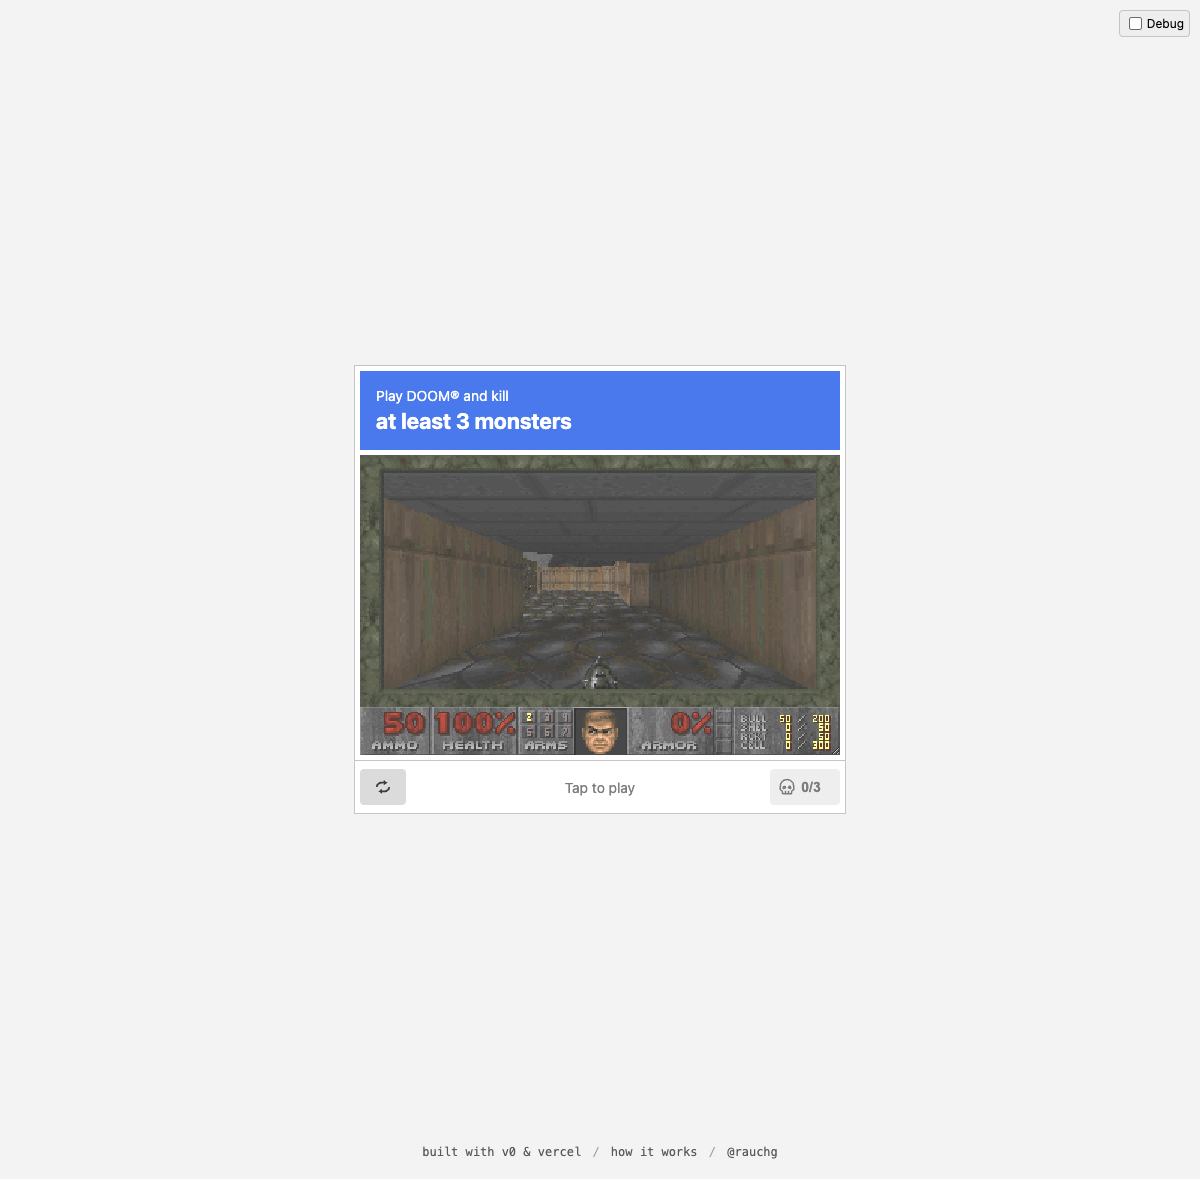 Debug
Play DOOM® and kill
at least 3 monsters
50 100% 2 3 4 0% BULL 50 / 200
5 6 7 SHEL 0 / 50
RCKT 0 / 50
AMMO HEALTH ARMS ARMOR CELL 0 / 300
Tap to play
0/3
built with v0 & vercel / how it works / @rauchg